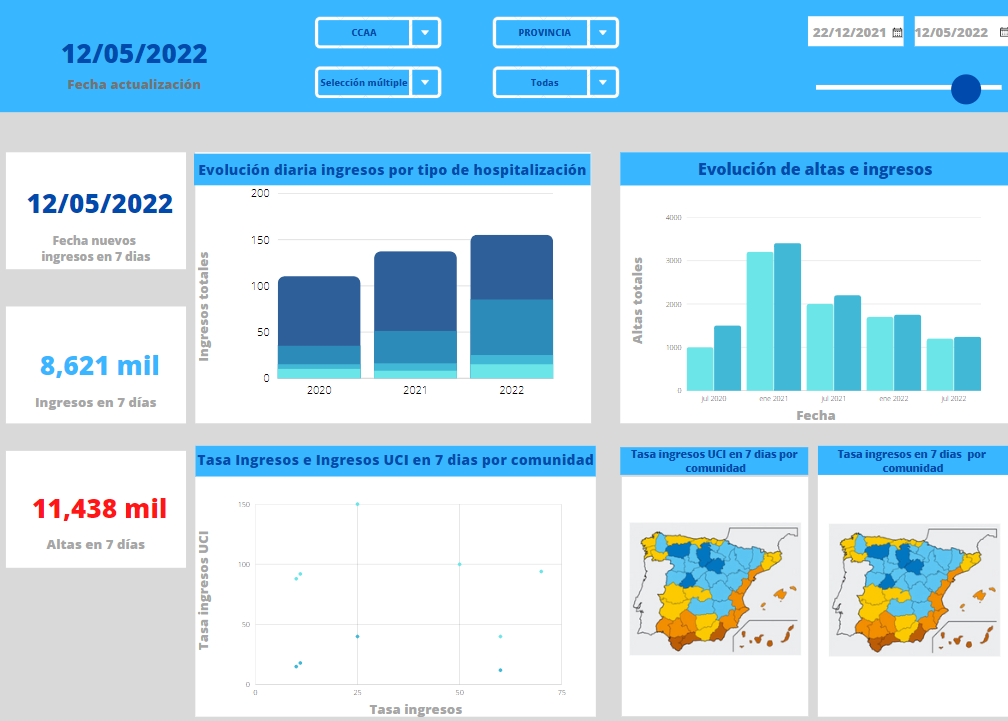 12/05/2022
Fecha actualización
CCAA
PROVINCIA
Selección múltiple
Todas
22/12/2021
12/05/2022
12/05/2022
Fecha nuevos
ingresos en 7 dias
8,621 mil
Ingresos en 7 días
11,438 mil
Altas en 7 días
Evolución diaria ingresos por tipo de hospitalización
Ingresos totales
200
150
100
50
0
2020
2021
2022
Evolución de altas e ingresos
Altas totales
4000
3000
2000
1000
0
jul 2020
ene 2021
jul 2021
ene 2022
jul 2022
Fecha
Tasa Ingresos e Ingresos UCI en 7 dias por comunidad
Tasa ingresos UCI
150
100
50
0
0
25
50
75
Tasa ingresos
Tasa ingresos UCI en 7 dias por
comunidad
Tasa ingresos en 7 dias por
comunidad